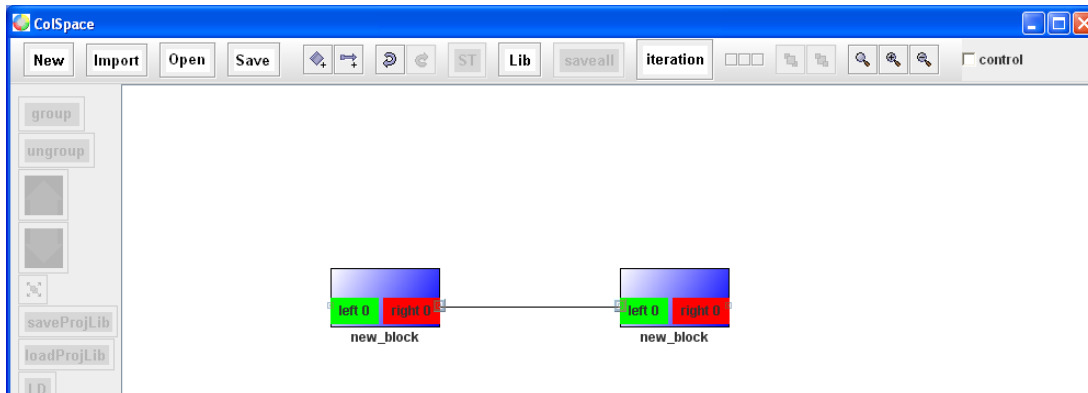 ColSpace
New Import Open Save ST Lib saveall iteration control
group
ungroup
saveProjLib
loadProjLib
LD
left 0 right 0 left 0 right 0
new_block new_block